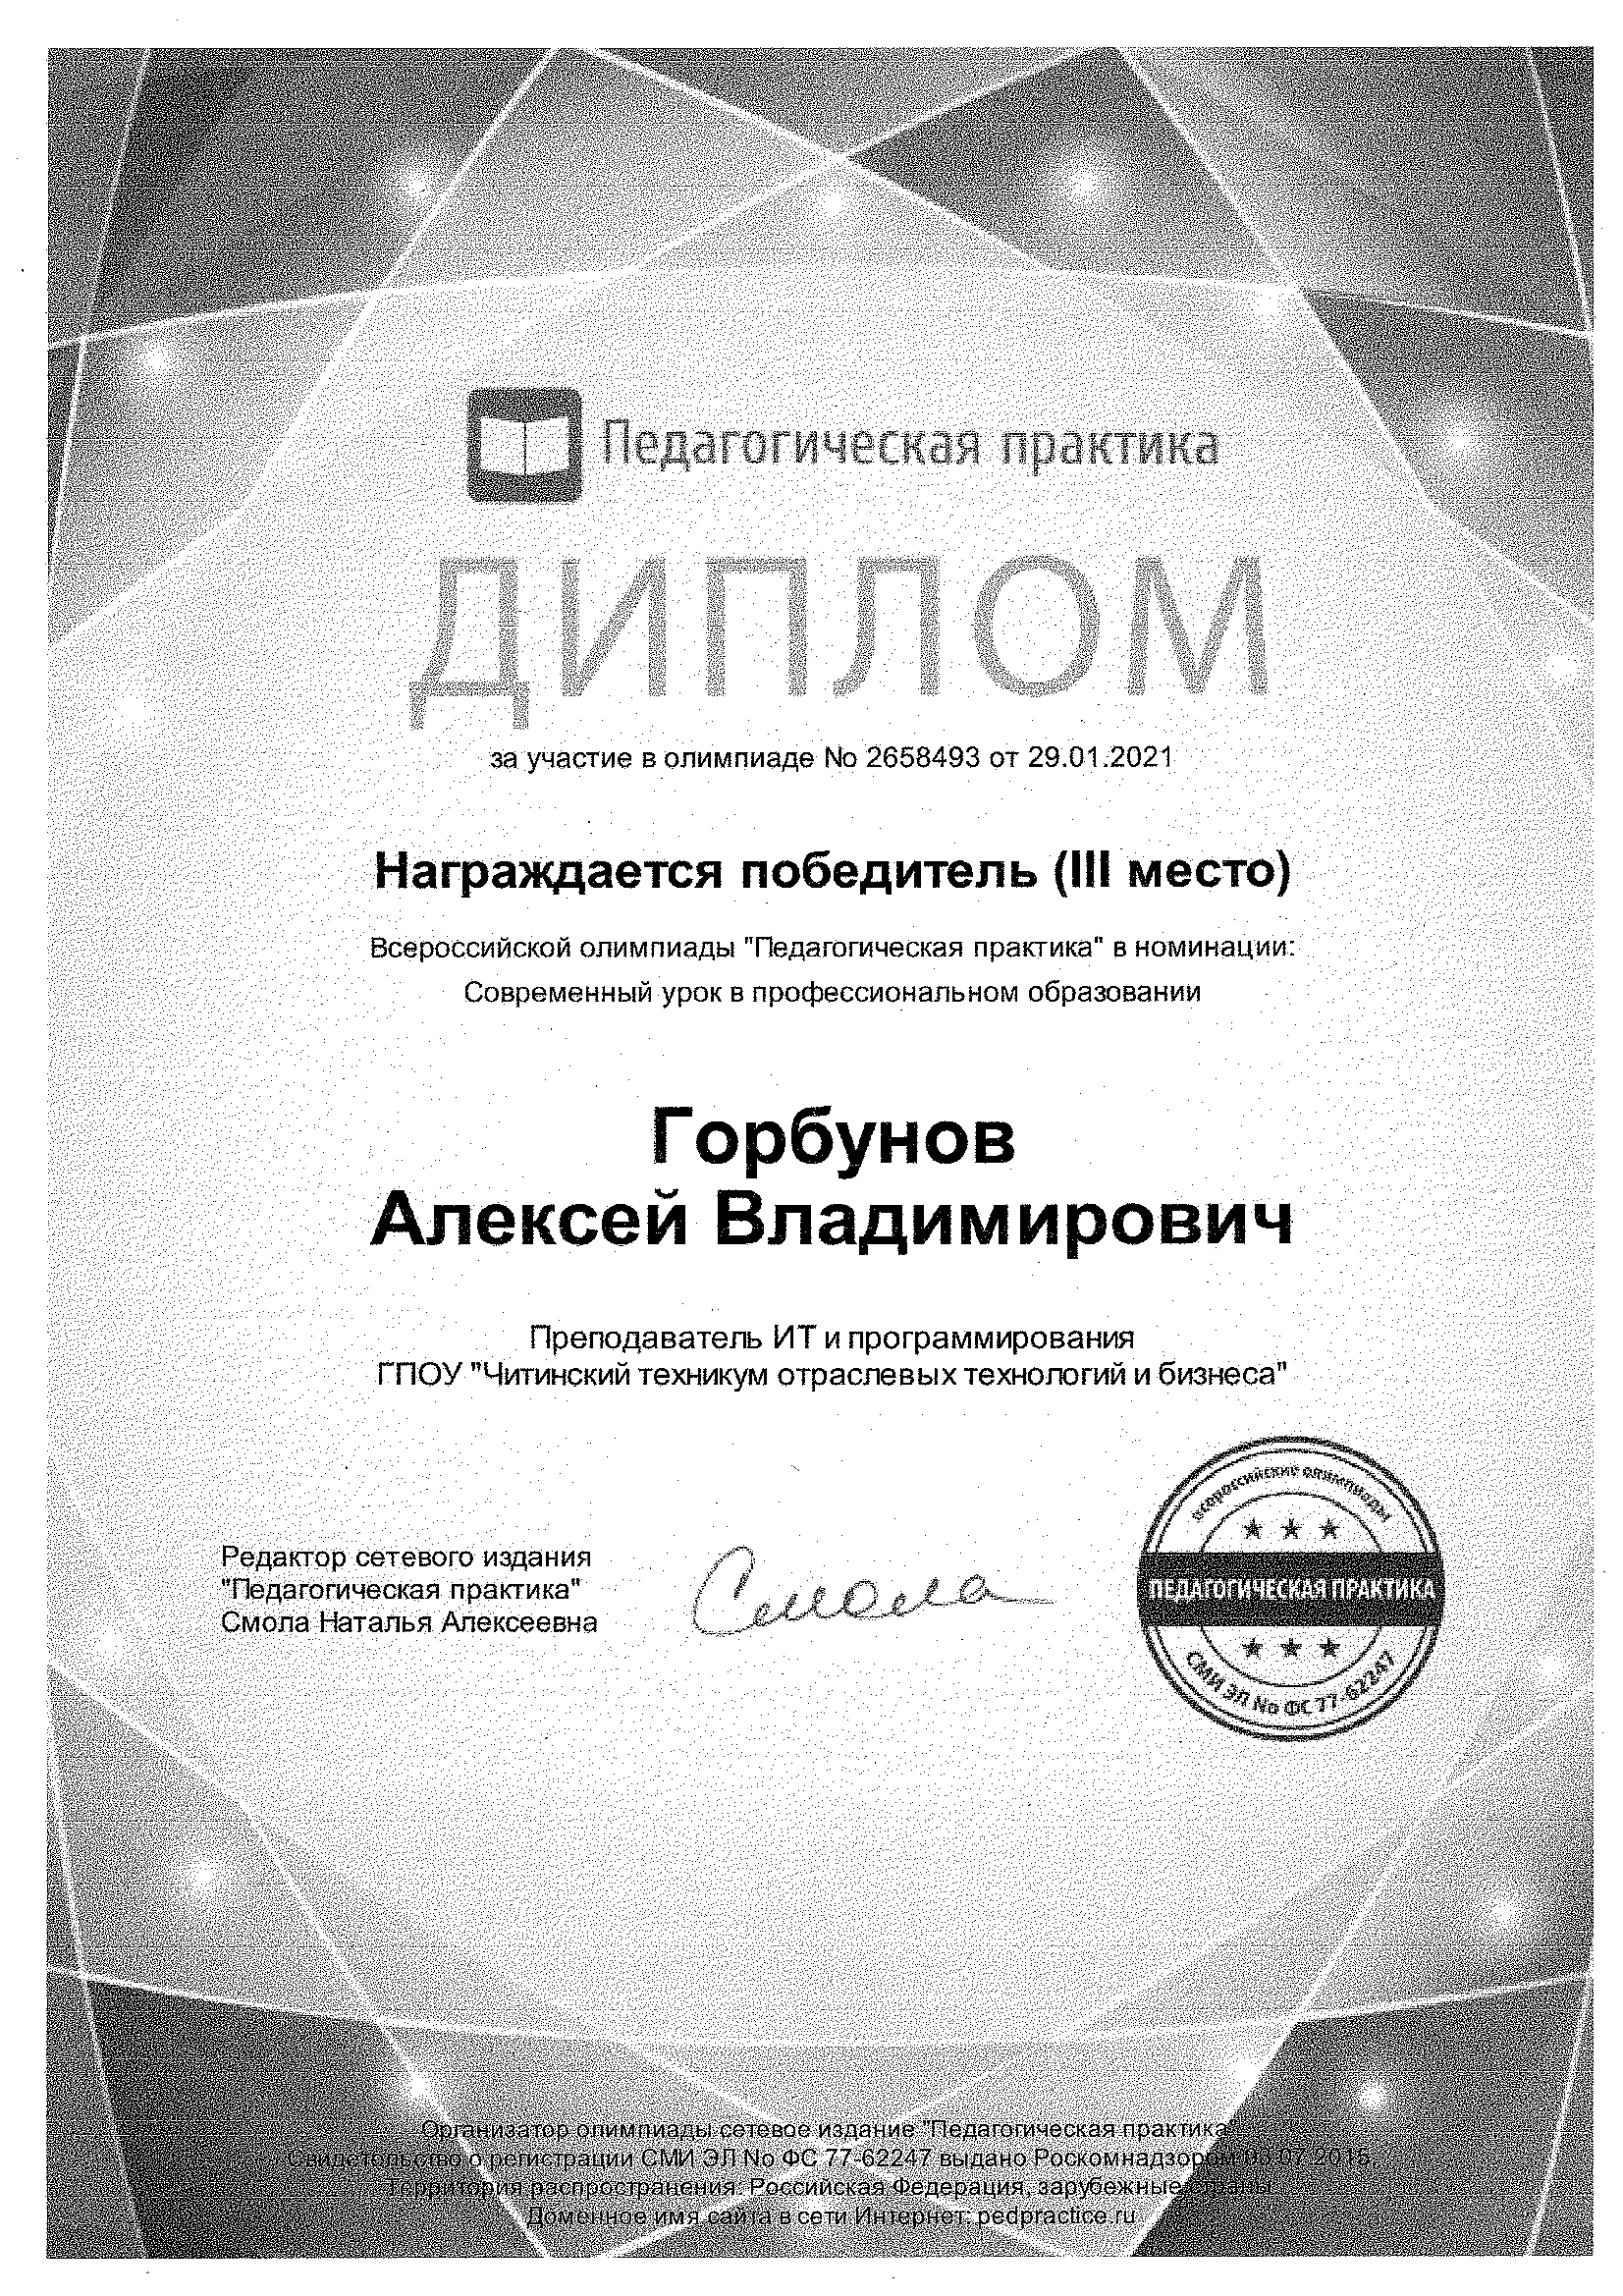 Педагогическая практика
ДИПЛОМ
за участие в олимпиаде No 2658493 от 29.01.2021
Награждается победитель (III место)
Всероссийской олимпиады "Педагогическая практика" в номинации:
Современный урок в профессиональном образовании
Горбунов
Алексей Владимирович
Преподаватель ИТ и программирования
ГПОУ "Читинский техникум отраслевых технологий и бизнеса"
Редактор сетевого издания
"Педагогическая практика"
Смола Наталья Алексеевна
Смола
всероссийские олимпиады
ПЕДАГОГИЧЕСКАЯ ПРАКТИКА
СМИ ЭЛ No ФС 77-62247
Организатор олимпиады сетевое издание "Педагогическая практика"
Свидетельство о регистрации СМИ ЭЛ No ФС 77-62247 выдано Роскомнадзором 2015,
Территория распространения: Российская Федерация, зарубежные страны
Доменное имя сайта в сети Интернет: pedpractice.ru